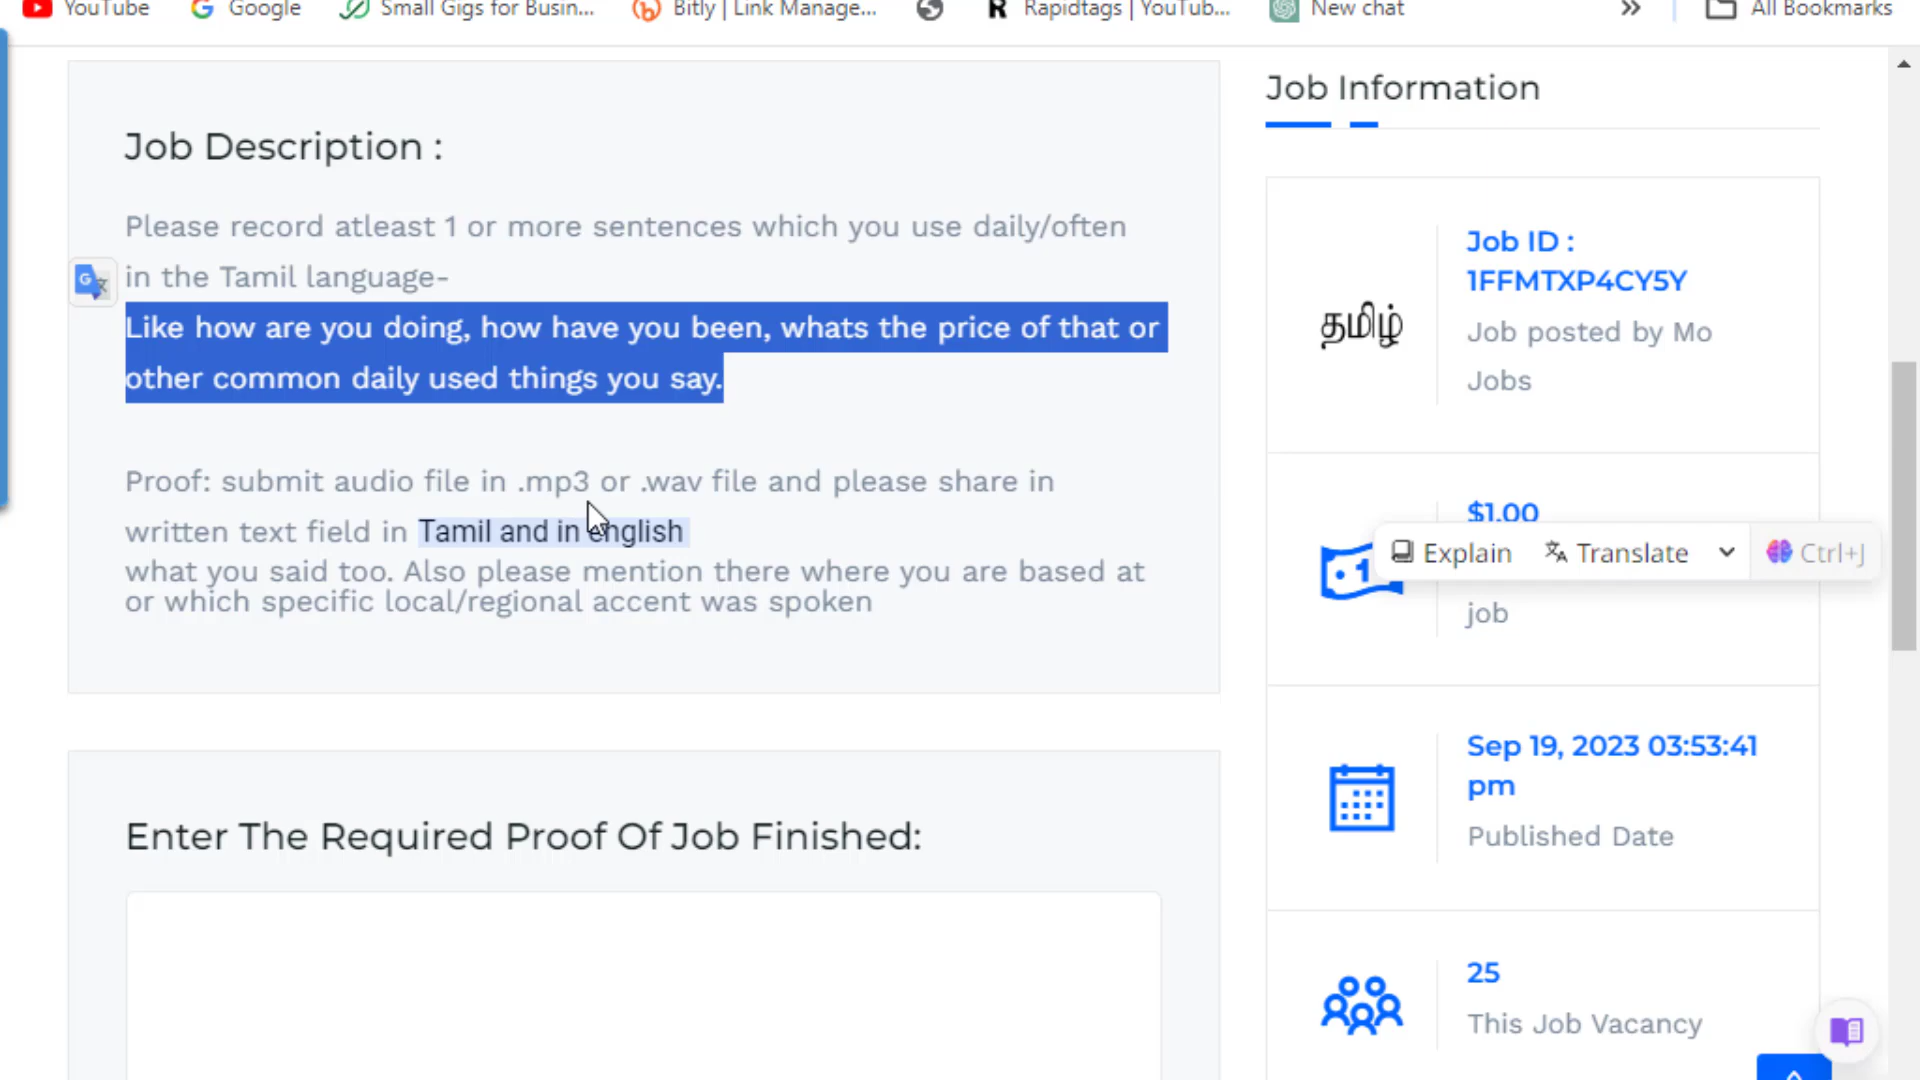 YouTube
Google
Small Gigs for Busin...
Bitly | Link Manage...
Rapidtags | YouTub...
New chat
All Bookmarks
Job Description :
Please record atleast 1 or more sentences which you use daily/often
in the Tamil language-
Like how are you doing, how have you been, whats the price of that or
other common daily used things you say.
Proof: submit audio file in .mp3 or .wav file and please share in
written text field in Tamil and in english
what you said too. Also please mention there where you are based at
or which specific local/regional accent was spoken
Enter The Required Proof Of Job Finished:
Job Information
தமிழ்
Job ID :
1FFMTXP4CY5Y
Job posted by Mo
Jobs
$1.00
Explain
Translate
Ctrl+J
job
Sep 19, 2023 03:53:41
pm
Published Date
25
This Job Vacancy